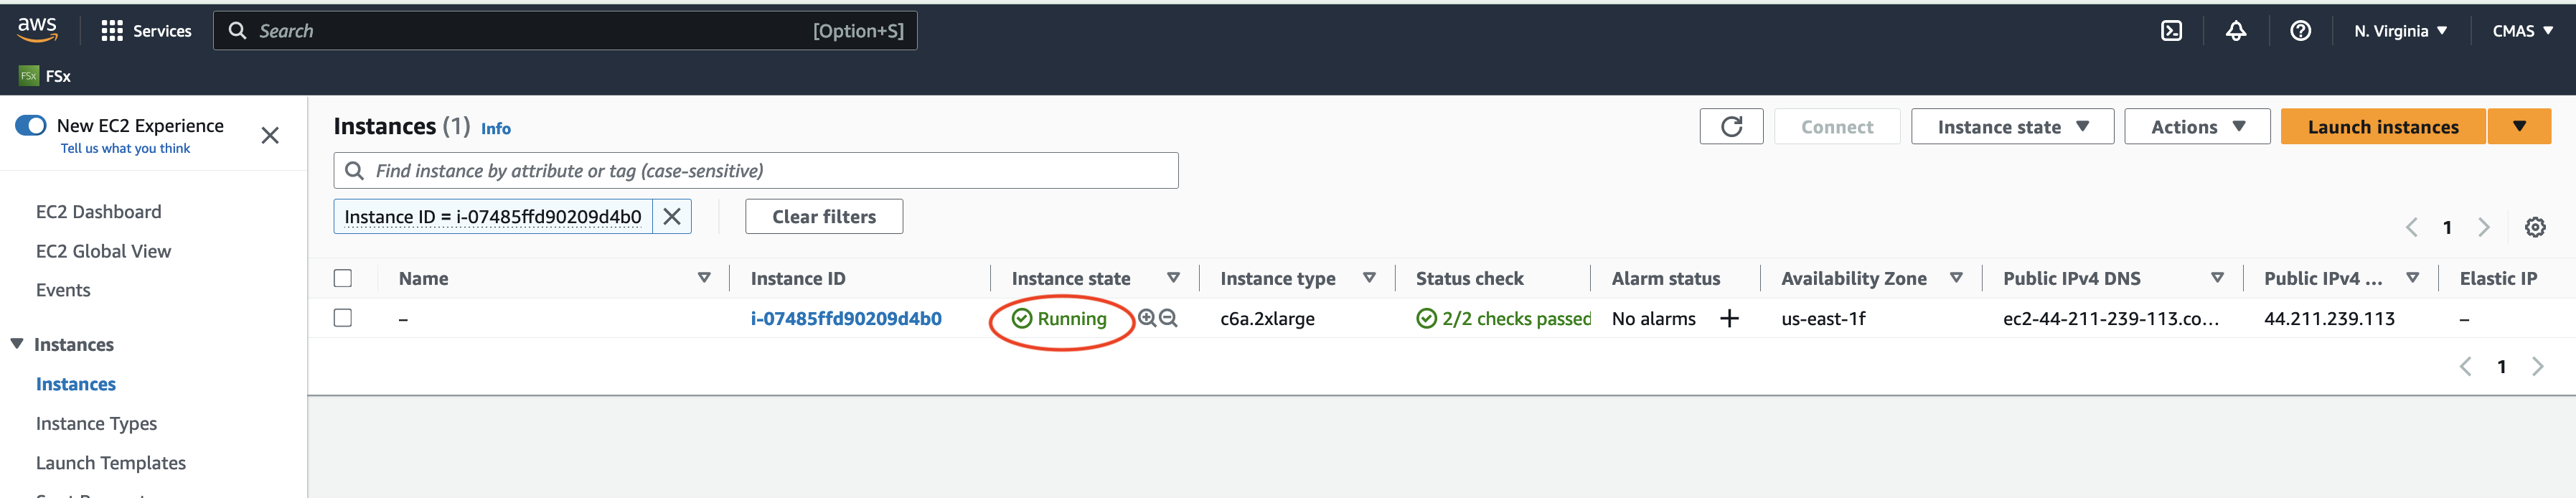 aws
Services
Search
[Option+S]
N. Virginia
CMAS
FSx
FSx
New EC2 Experience
Tell us what you think
EC2 Dashboard
EC2 Global View
Events
Instances
Instances
Instance Types
Launch Templates
Instances (1) Info
Connect
Instance state
Actions
Launch instances
Find instance by attribute or tag (case-sensitive)
Instance ID = i-07485ffd90209d4b0
Clear filters
1
Name Instance ID Instance state Instance type Status check Alarm status Availability Zone Public IPv4 DNS Public IPv4 ... Elastic IP
– i-07485ffd90209d4b0 Running c6a.2xlarge 2/2 checks passed No alarms + us-east-1f ec2-44-211-239-113.co... 44.211.239.113 –
1